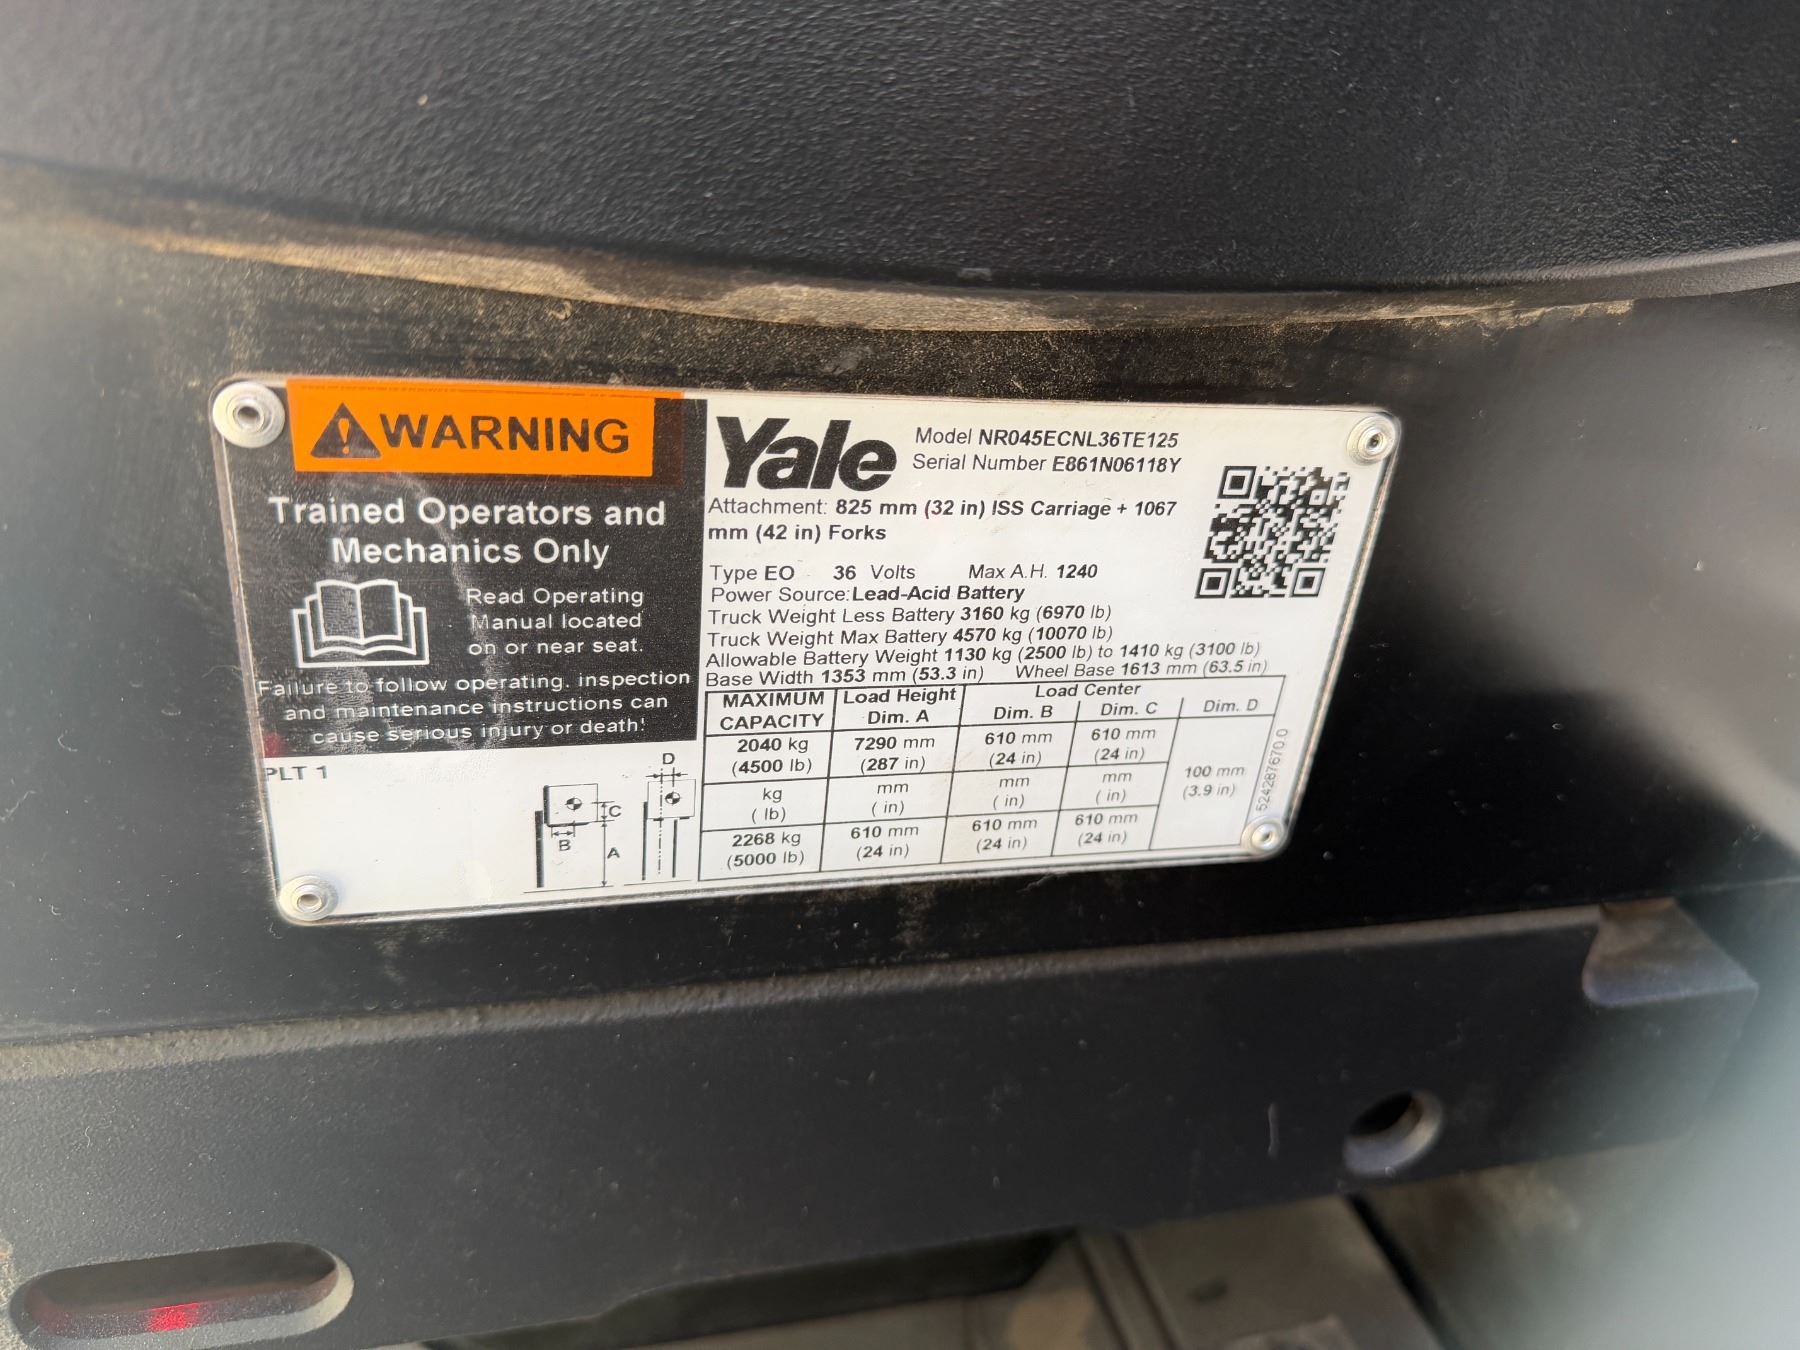 WARNING
Trained Operators and
Mechanics Only
Read Operating
Manual located
on or near seat.
Failure to follow operating, inspection
and maintenance instructions can
cause serious injury or death!
PLT 1
D
C
B
A
Yale
Model NR045ECNL36TE125
Serial Number E861N06118Y
Attachment: 825 mm (32 in) ISS Carriage + 1067
mm (42 in) Forks
Type EO 36 Volts Max A.H. 1240
Power Source: Lead-Acid Battery
Truck Weight Less Battery 3160 kg (6970 lb)
Truck Weight Max Battery 4570 kg (10070 lb)
Allowable Battery Weight 1130 kg (2500 lb) to 1410 kg (3100 lb)
Base Width 1353 mm (53.3 in) Wheel Base 1613 mm (63.5 in)
MAXIMUM CAPACITY Load Height Dim. A Load Center Dim. B Dim. C Dim. D
2040 kg 7290 mm 610 mm 610 mm
(4500 lb) (287 in) (24 in) (24 in)
kg mm mm mm 100 mm
( lb) ( in) ( in) ( in) (3.9 in)
2268 kg 610 mm 610 mm 610 mm
(5000 lb) (24 in) (24 in) (24 in)
524287670.0